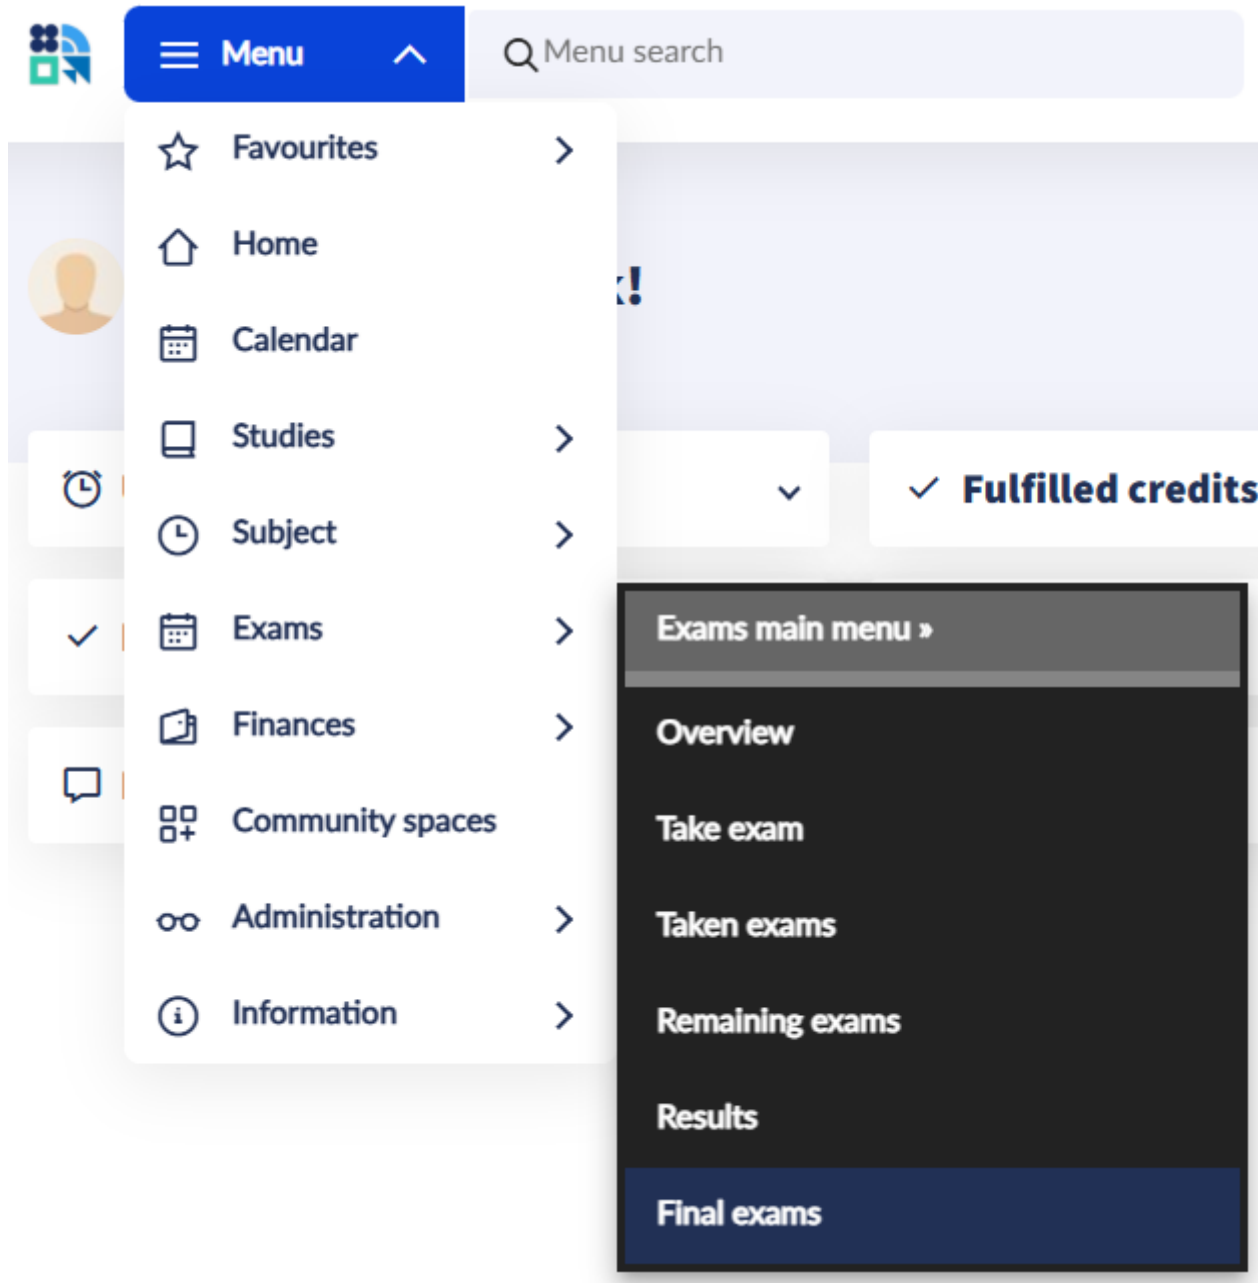 Menu
Menu search
Favourites
Home
Calendar
Studies
Subject
Exams
Finances
Community spaces
Administration
Information
Fulfilled credits
Exams main menu »
Overview
Take exam
Taken exams
Remaining exams
Results
Final exams